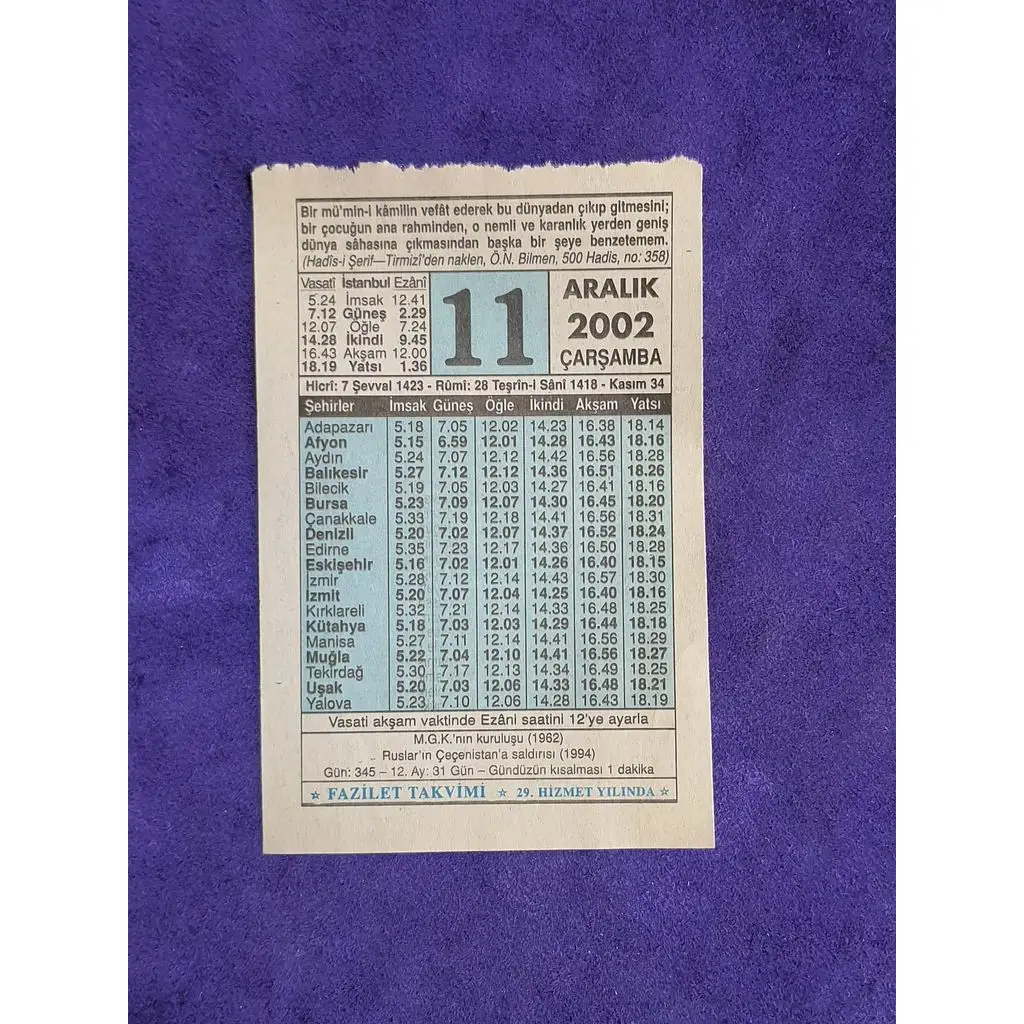 Bir mü'min-i kâmilin vefât ederek bu dünyadan çıkıp gitmesini;
bir çocuğun ana rahminden, o nemli ve karanlık yerden geniş
dünya sâhasına çıkmasından başka bir şeye benzetemem.
(Hadîs-i Şerif—Tirmizî'den naklen, Ö.N. Bilmen, 500 Hadis, no: 358)
Vasatî İstanbul Ezânî
5.24 İmsak 12.41
7.12 Güneş 2.29
12.07 Öğle 7.24
14.28 İkindi 9.45
16.43 Akşam 12.00
18.19 Yatsı 1.36
11
ARALIK
2002
ÇARŞAMBA
Hicrî: 7 Şevval 1423 - Rûmî: 28 Teşrîn-i Sânî 1418 - Kasım 34
Şehirler İmsak Güneş Öğle İkindi Akşam Yatsı
Adapazarı 5.18 7.05 12.02 14.23 16.38 18.14
Afyon 5.15 6.59 12.01 14.28 16.43 18.16
Aydın 5.24 7.07 12.12 14.42 16.56 18.28
Balıkesir 5.27 7.12 12.12 14.36 16.51 18.26
Bilecik 5.19 7.05 12.03 14.27 16.41 18.16
Bursa 5.23 7.09 12.07 14.30 16.45 18.20
Çanakkale 5.33 7.19 12.18 14.41 16.56 18.31
Denizli 5.20 7.02 12.07 14.37 16.52 18.24
Edirne 5.35 7.23 12.17 14.36 16.50 18.28
Eskişehir 5.16 7.02 12.01 14.26 16.40 18.15
İzmir 5.28 7.12 12.14 14.43 16.57 18.30
İzmit 5.20 7.07 12.04 14.25 16.40 18.16
Kırklareli 5.32 7.21 12.14 14.33 16.48 18.25
Kütahya 5.18 7.03 12.03 14.29 16.44 18.18
Manisa 5.27 7.11 12.14 14.41 16.56 18.29
Muğla 5.22 7.04 12.10 14.41 16.56 18.27
Tekirdağ 5.30 7.17 12.13 14.34 16.49 18.25
Uşak 5.20 7.03 12.06 14.33 16.48 18.21
Yalova 5.23 7.10 12.06 14.28 16.43 18.19
Vasati akşam vaktinde Ezâni saatini 12'ye ayarla
M.G.K.'nın kuruluşu (1962)
Ruslar'ın Çeçenistan'a saldırısı (1994)
Gün: 345 – 12. Ay: 31 Gün – Gündüzün kısalması 1 dakika
☆ FAZİLET TAKVİMİ ☆ 29. HİZMET YILINDA ☆